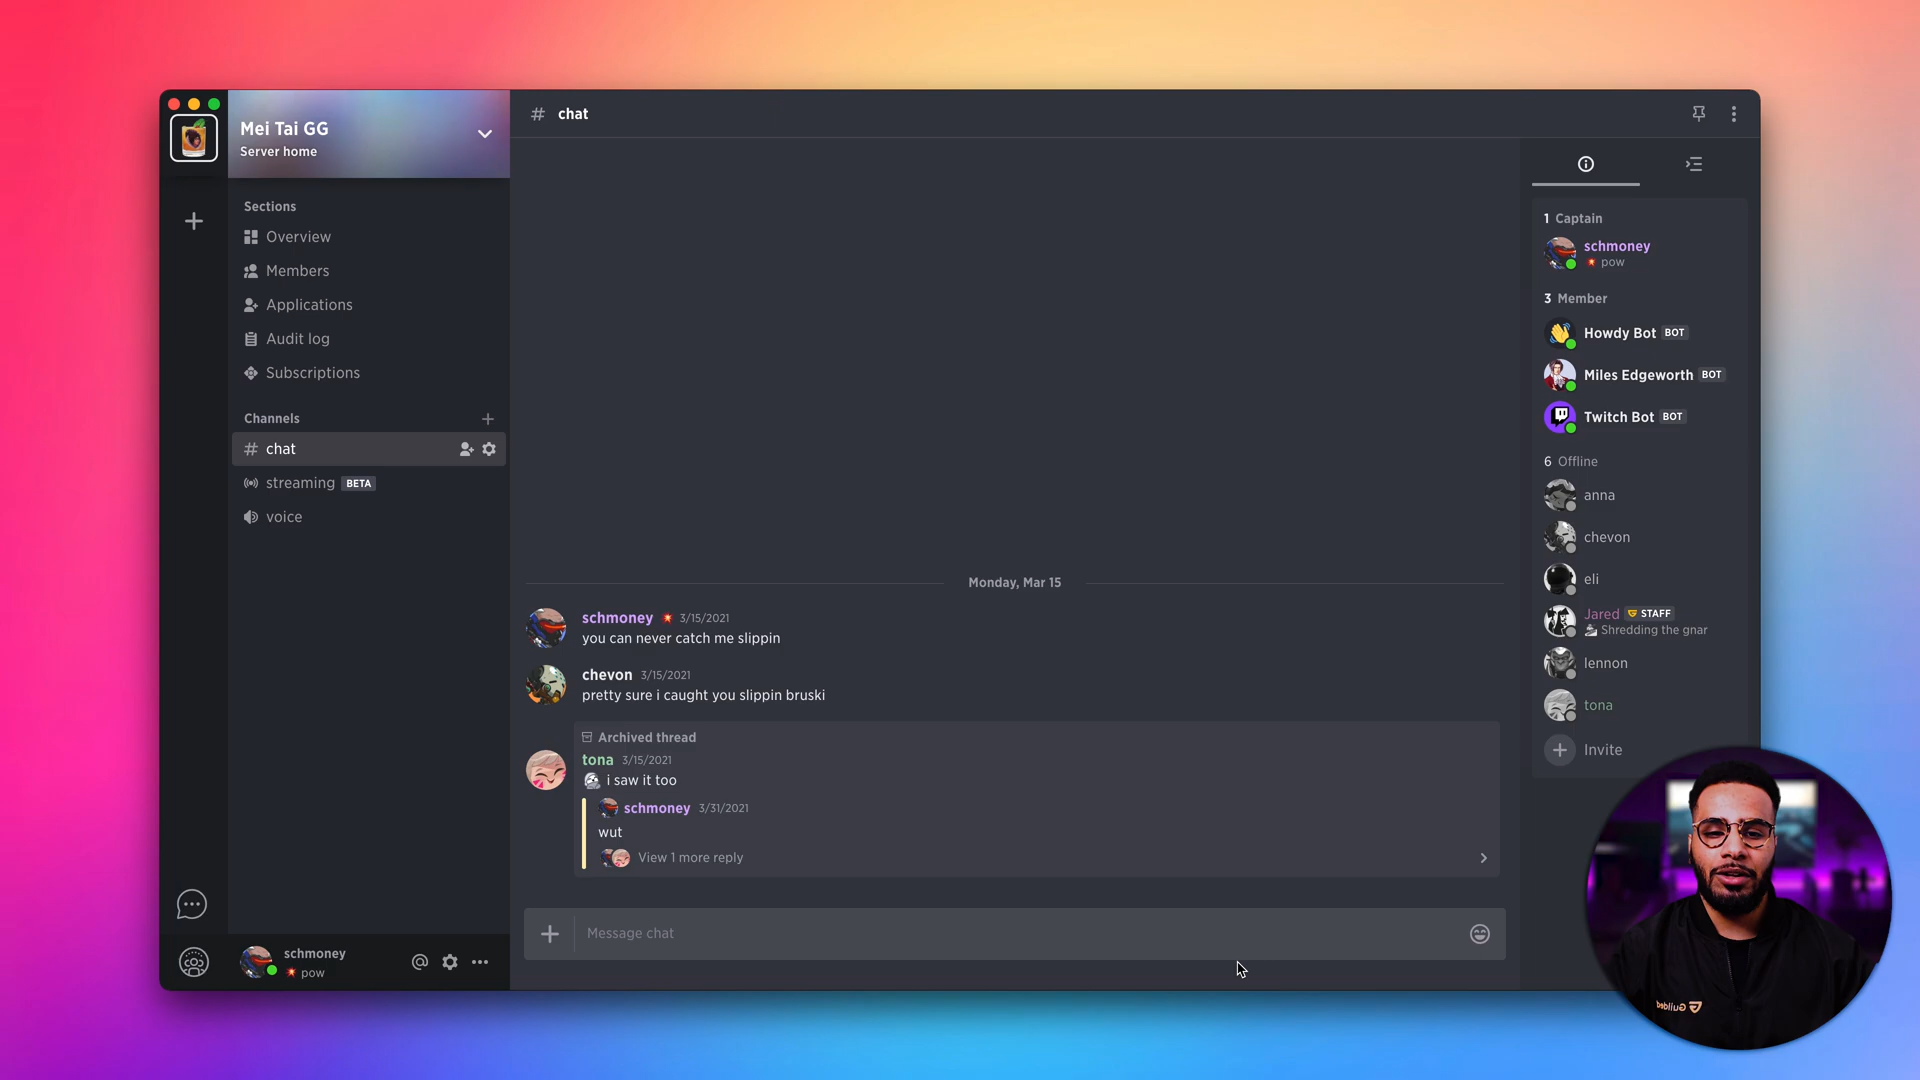 Mei Tai GG
Server home
Sections
Overview
Members
Applications
Audit log
Subscriptions
Channels
# chat
streaming BETA
voice
schmoney
pow
# chat
Monday, Mar 15
schmoney 3/15/2021
you can never catch me slippin
chevon 3/15/2021
pretty sure i caught you slippin bruski
Archived thread
tona 3/15/2021
i saw it too
schmoney 3/31/2021
wut
View 1 more reply
Message chat
1 Captain
schmoney
pow
3 Member
Howdy Bot BOT
Miles Edgeworth BOT
Twitch Bot BOT
6 Offline
anna
chevon
eli
Jared STAFF
Shredding the gnar
lennon
tona
Invite
Guilded